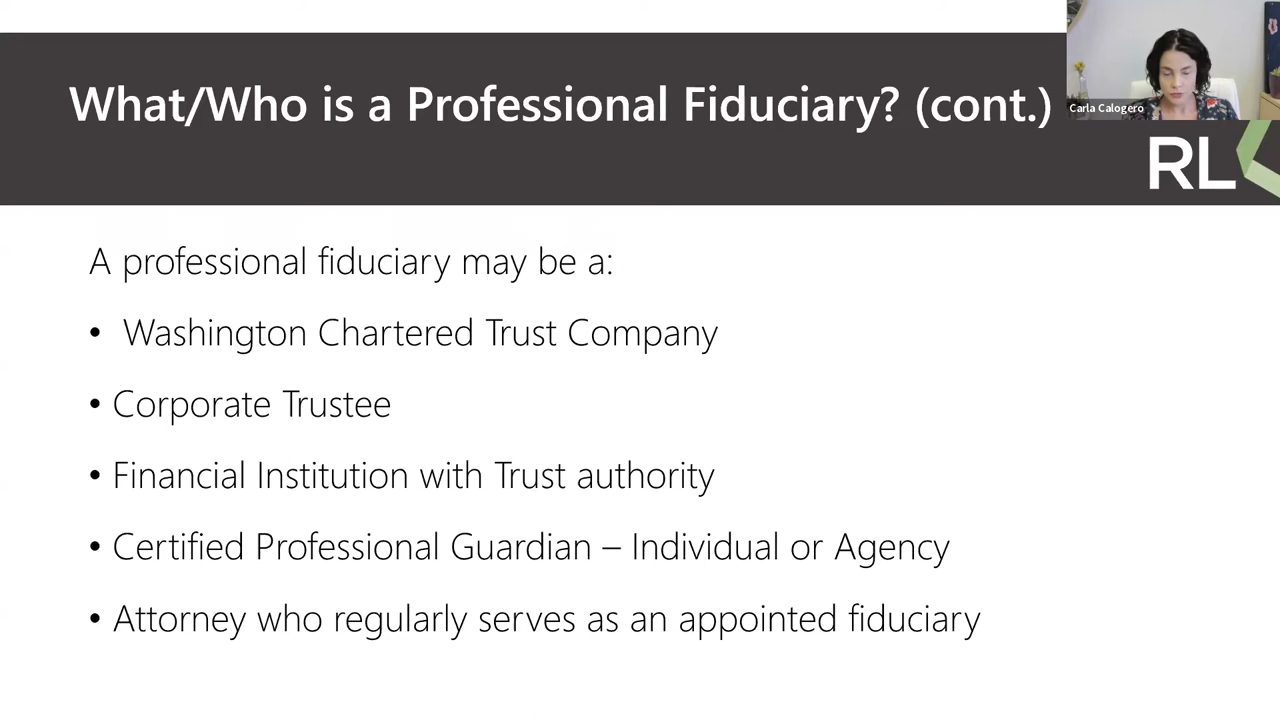 What/Who is a Professional Fiduciary? (cont.)
Carla Calogero
RL
A professional fiduciary may be a:
• Washington Chartered Trust Company
• Corporate Trustee
• Financial Institution with Trust authority
• Certified Professional Guardian – Individual or Agency
• Attorney who regularly serves as an appointed fiduciary